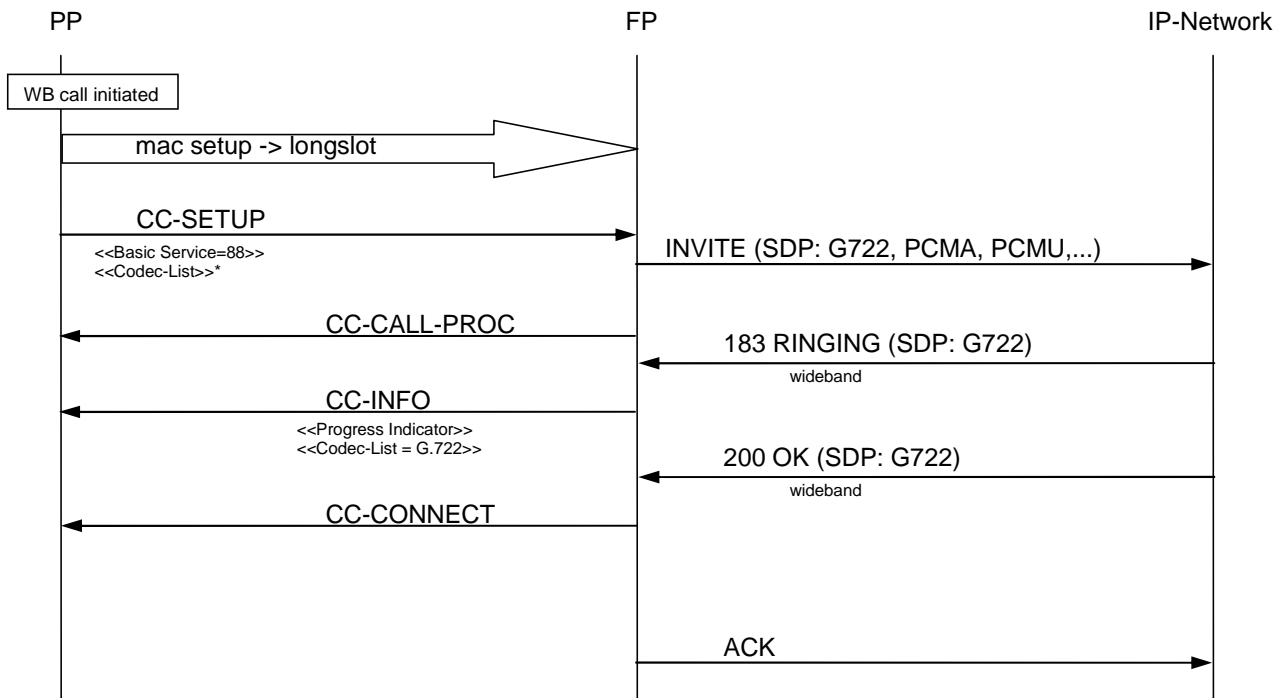 PP
FP
IP-Network
WB call initiated
mac setup -> longslot
CC-SETUP
<<Basic Service=88>>
<<Codec-List>>*
INVITE (SDP: G722, PCMA, PCMU,...)
CC-CALL-PROC
183 RINGING (SDP: G722)
wideband
CC-INFO
<<Progress Indicator>>
<<Codec-List = G.722>>
200 OK (SDP: G722)
wideband
CC-CONNECT
ACK